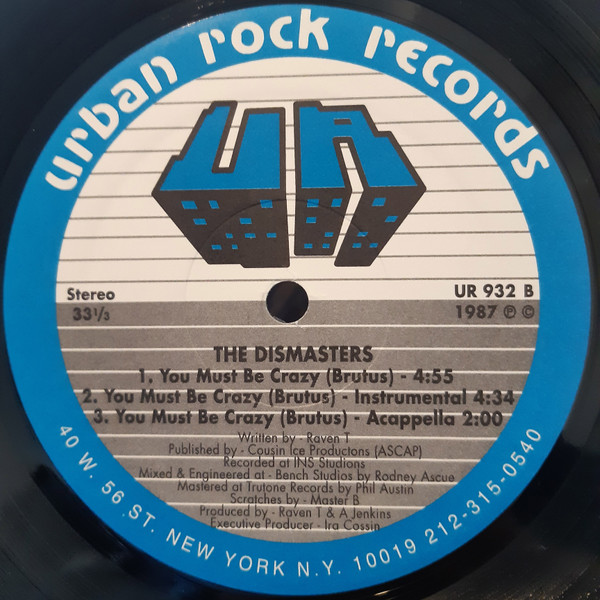 urban rock records
UR
Stereo
UR 932 B
33 1/3
1987 ℗ ©
THE DISMASTERS
1. You Must Be Crazy (Brutus) - 4:55
2. You Must Be Crazy (Brutus) - Instrumental 4:34
3. You Must Be Crazy (Brutus) - Acappella 2:00
Written by - Raven T
Published by - Cousin Ice Productons (ASCAP)
Recorded at INS Studions
Mixed & Engineered at - Bench Studios by Rodney Ascue
Mastered at Trutone Records by Phil Austin
Scratches by - Master B
Produced by - Raven T & A Jenkins
Executive Producer - Ira Cossin
40 W. 56 ST. NEW YORK N.Y. 10019 212-315-0540